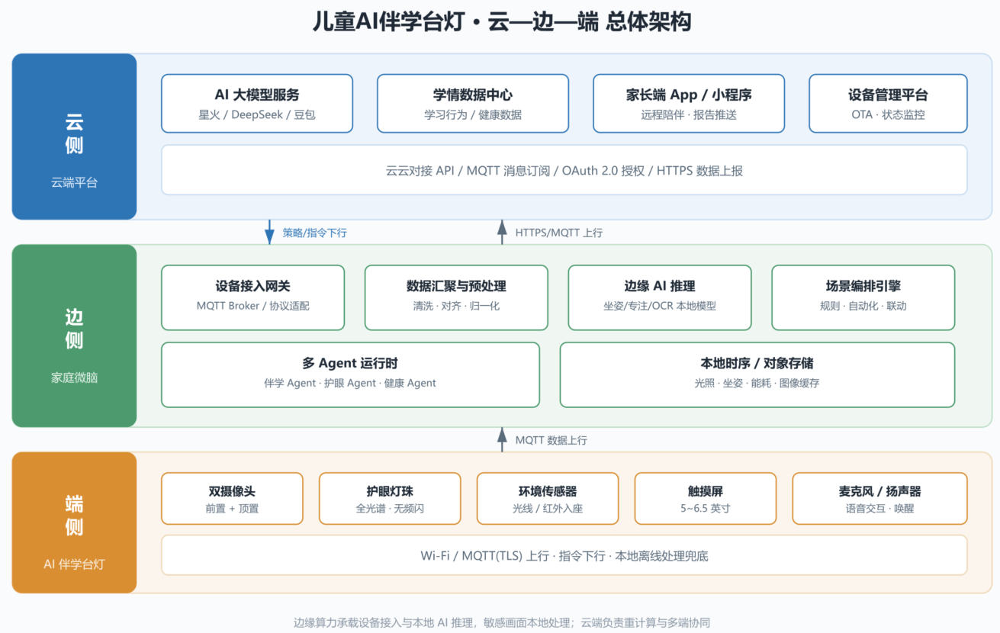 儿童AI伴学台灯·云—边—端 总体架构
云
侧
云端平台
AI 大模型服务
星火 / DeepSeek / 豆包
学情数据中心
学习行为 / 健康数据
家长端 App / 小程序
远程陪伴 · 报告推送
设备管理平台
OTA · 状态监控
云云对接 API / MQTT 消息订阅 / OAuth 2.0 授权 / HTTPS 数据上报
策略/指令下行
HTTPS/MQTT 上行
边
侧
家庭微脑
设备接入网关
MQTT Broker / 协议适配
数据汇聚与预处理
清洗 · 对齐 · 归一化
边缘 AI 推理
坐姿/专注/OCR 本地模型
场景编排引擎
规则 · 自动化 · 联动
多 Agent 运行时
伴学 Agent · 护眼 Agent · 健康 Agent
本地时序 / 对象存储
光照 · 坐姿 · 能耗 · 图像缓存
MQTT 数据上行
端
侧
AI 伴学台灯
双摄像头
前置 + 顶置
护眼灯珠
全光谱 · 无频闪
环境传感器
光线 / 红外入座
触摸屏
5~6.5 英寸
麦克风 / 扬声器
语音交互 · 唤醒
Wi-Fi / MQTT(TLS) 上行 · 指令下行 · 本地离线处理兜底
边缘算力承载设备接入与本地 AI 推理，敏感画面本地处理；云端负责重计算与多端协同